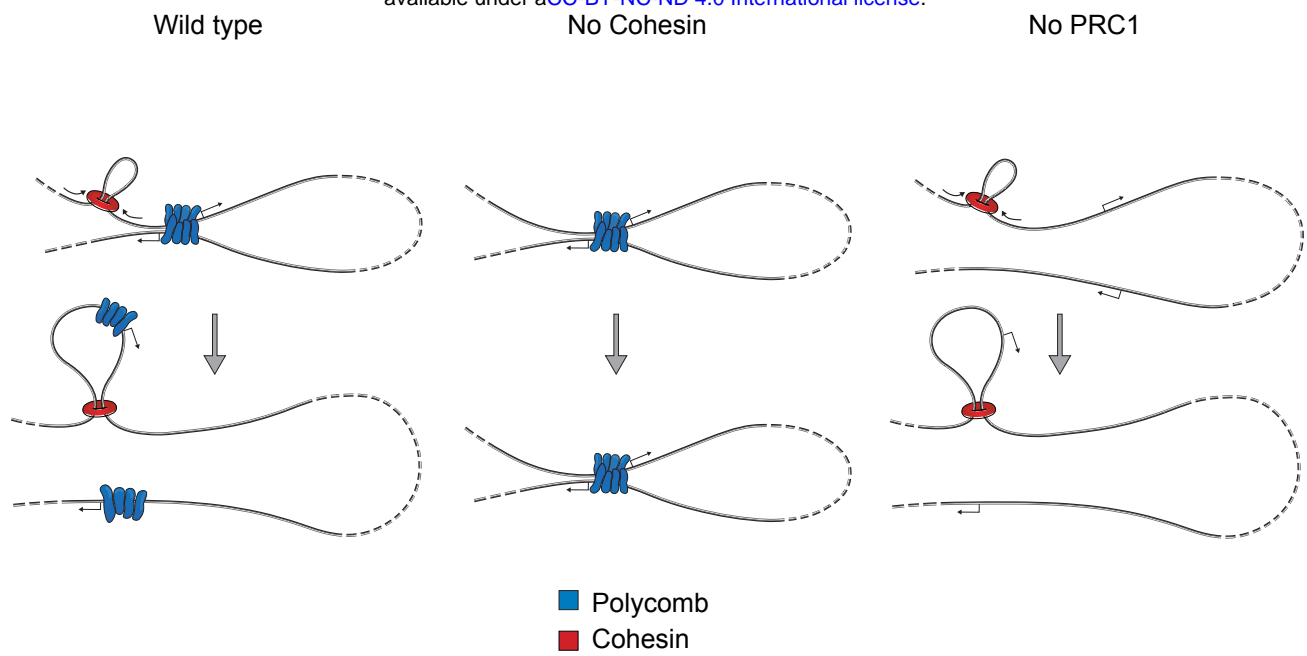 available under aCC-BY-NC-ND 4.0 International license.
Wild type No Cohesin No PRC1
Polycomb
Cohesin